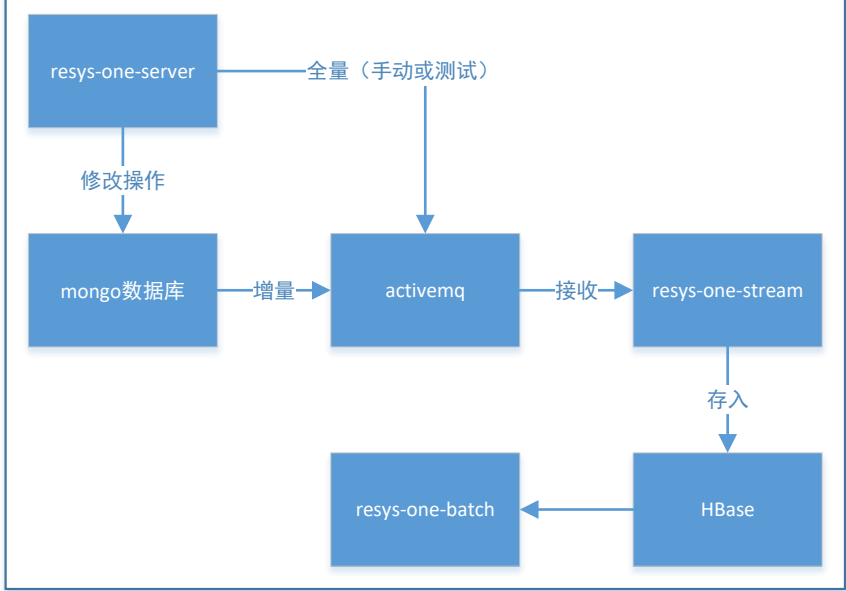 resys-one-server
全量（手动或测试）
修改操作
mongo数据库
增量
activemq
接收
resys-one-stream
存入
resys-one-batch
HBase